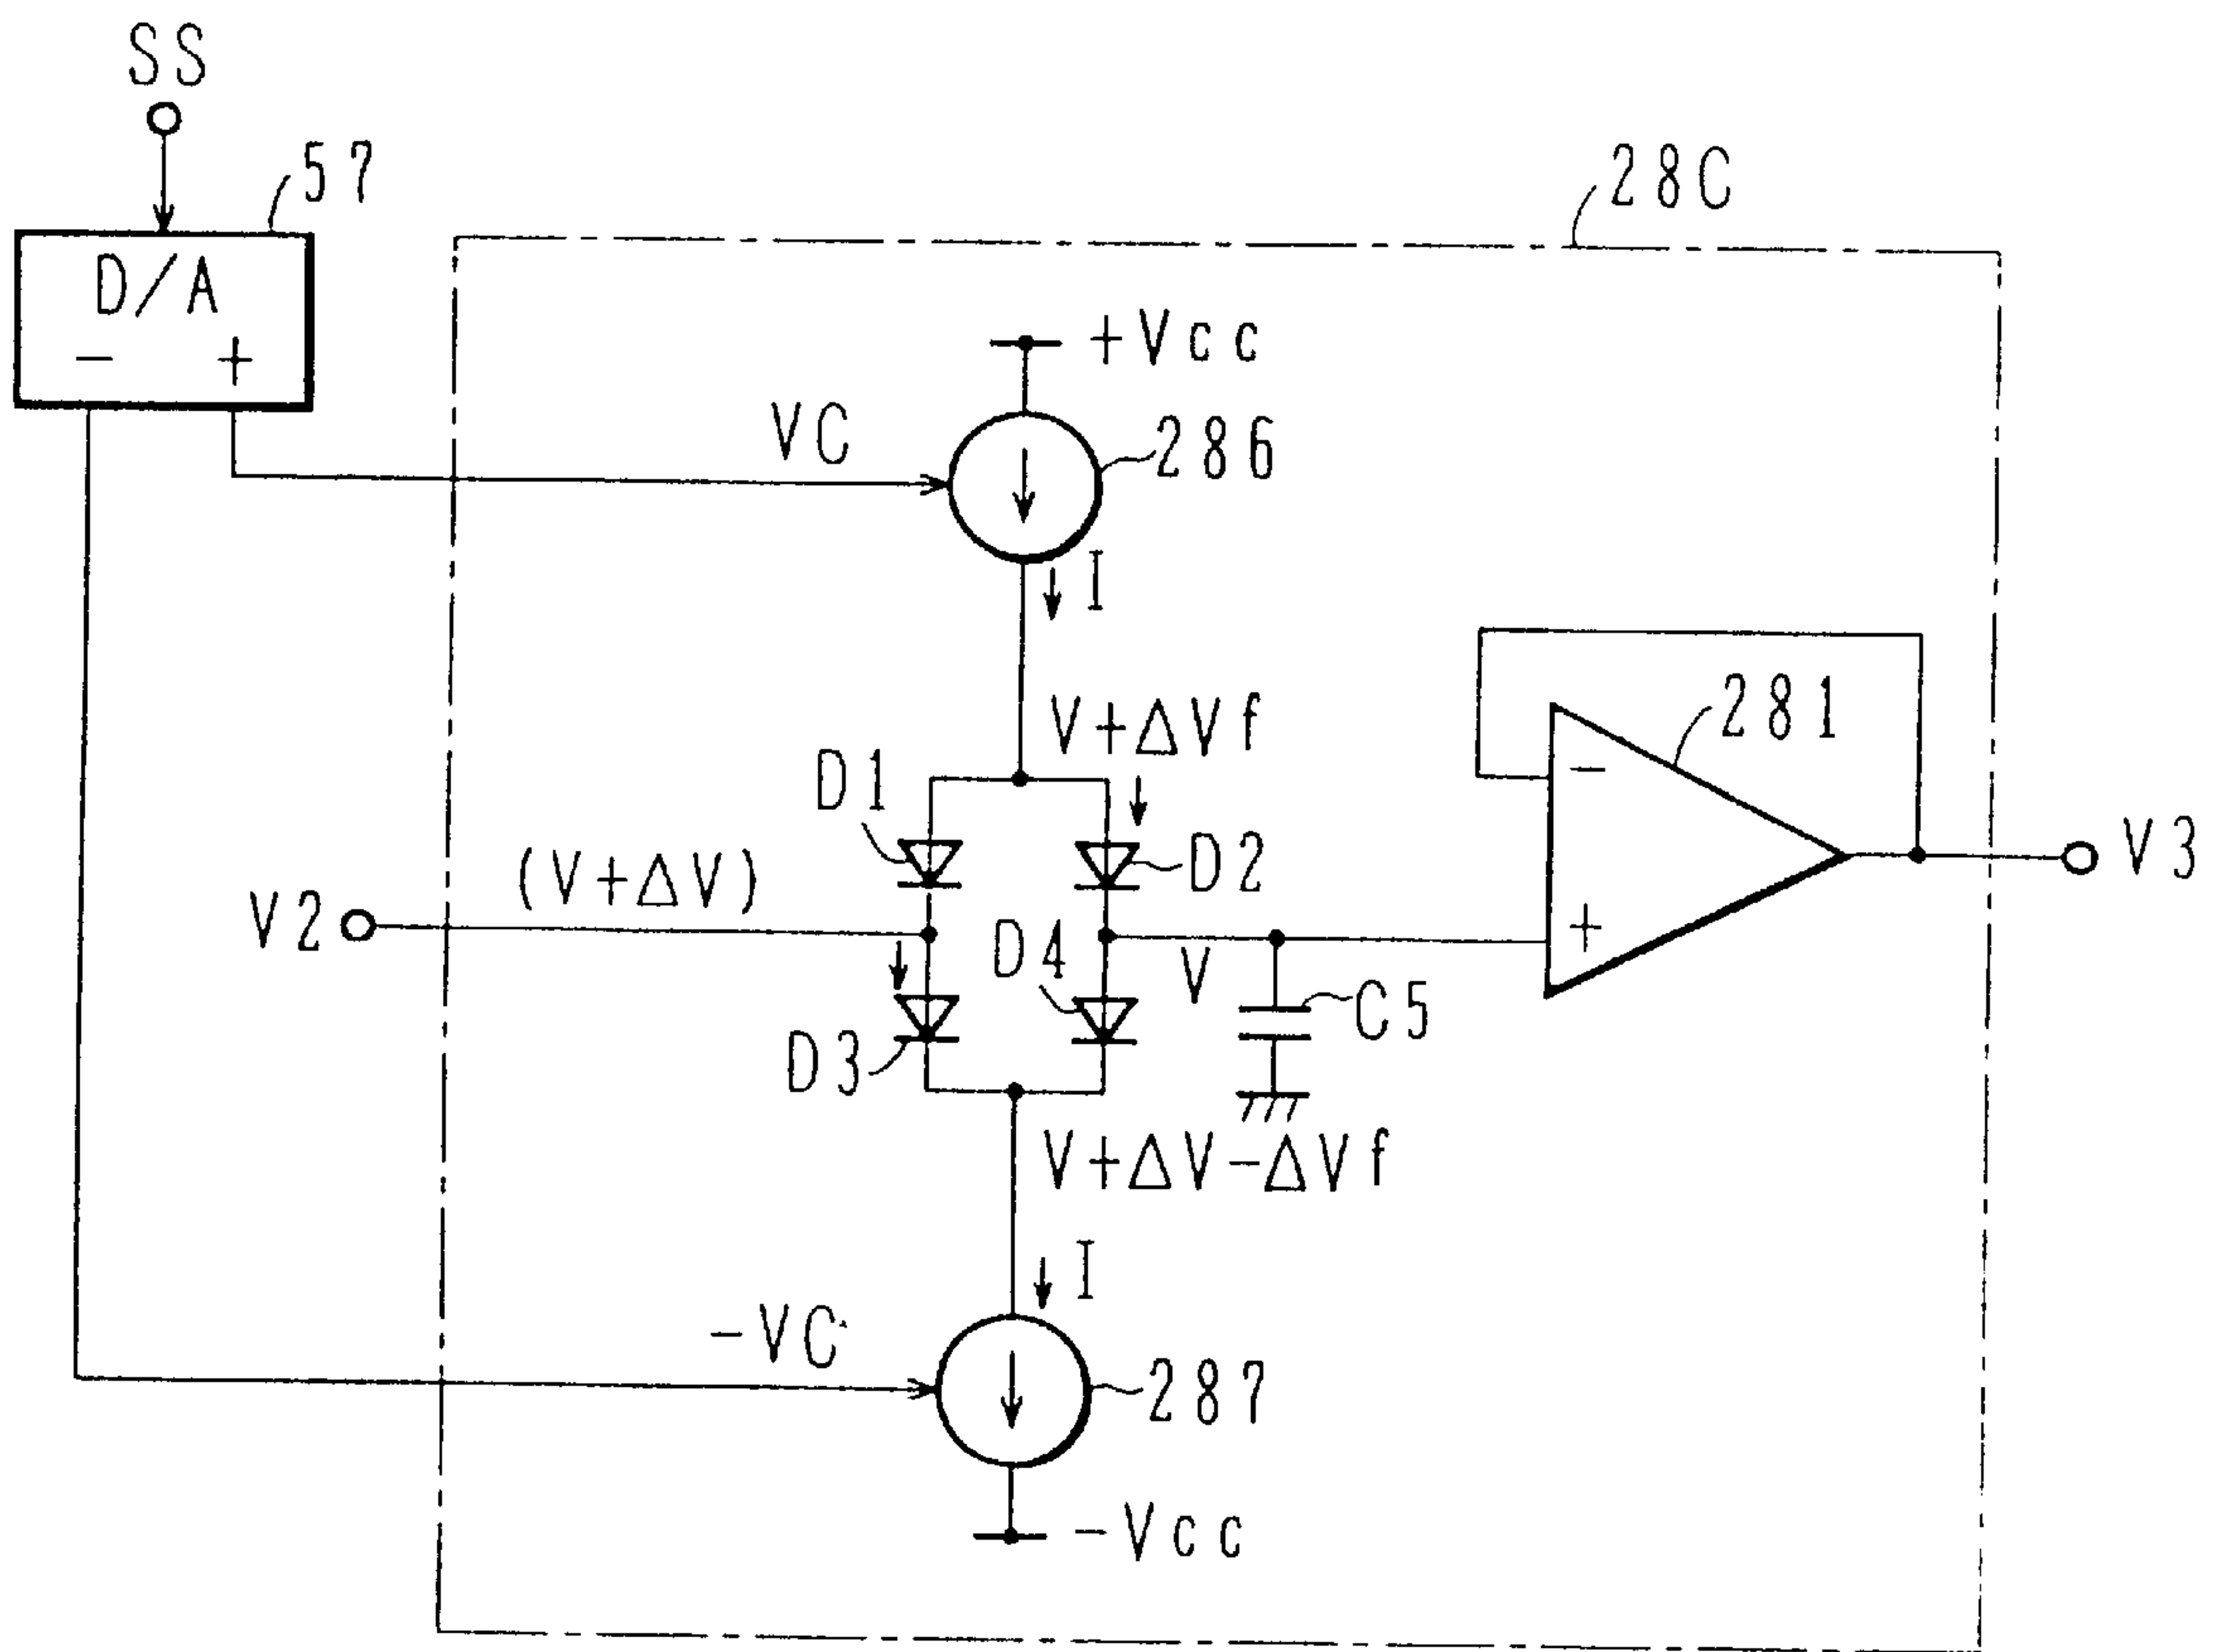 SS
57
D/A
− +
28C
+Vcc
VC
286
I
V+ΔVf
281
−
+
D1
D2
(V+ΔV)
V2
V3
D4
V
C5
D3
V+ΔV−ΔVf
I
−VC
287
−Vcc